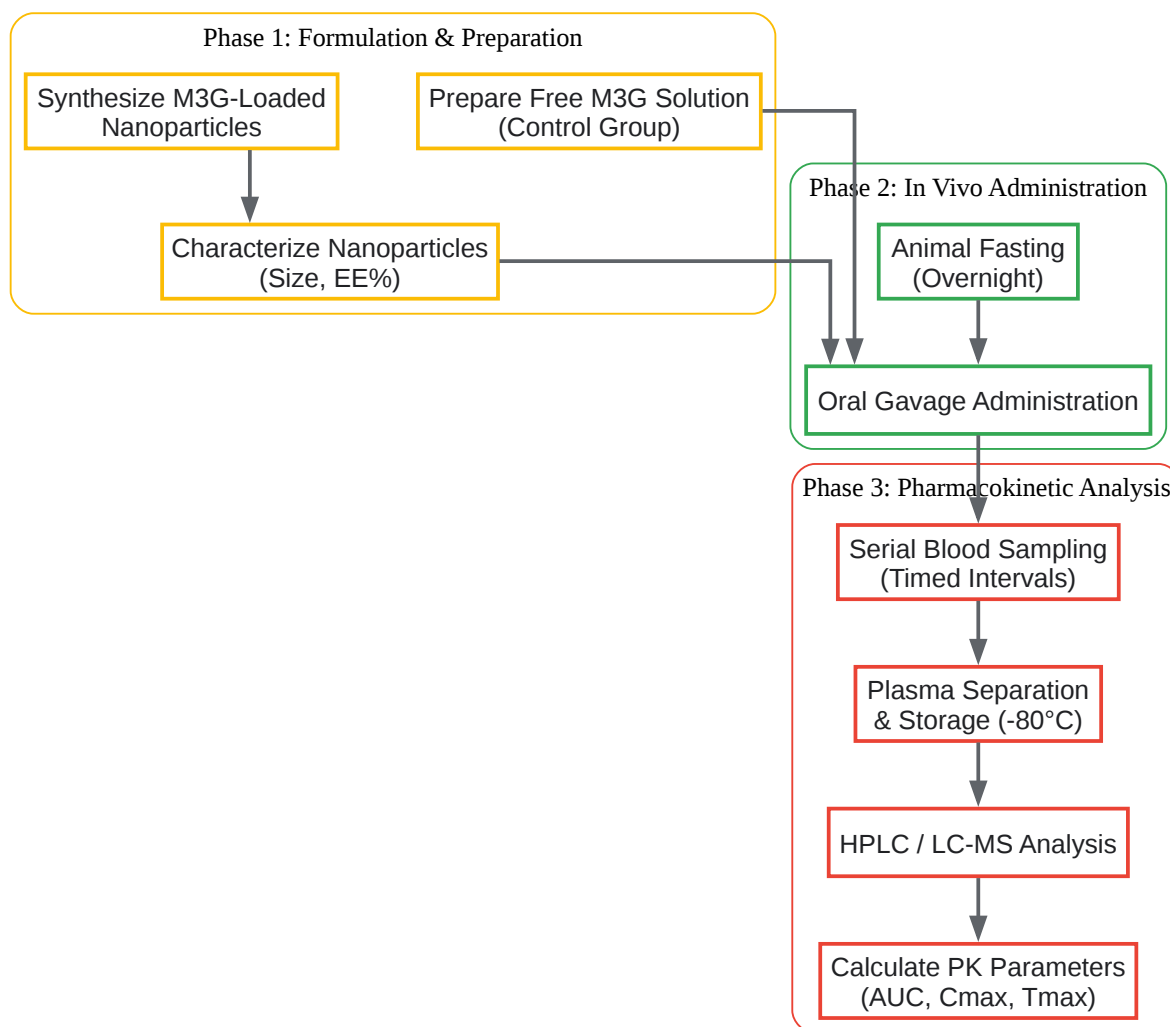 Phase 1: Formulation & Preparation
Synthesize M3G-Loaded
Nanoparticles
Prepare Free M3G Solution
(Control Group)
Characterize Nanoparticles
(Size, EE%)
Phase 2: In Vivo Administration
Animal Fasting
(Overnight)
Oral Gavage Administration
Phase 3: Pharmacokinetic Analysis
Serial Blood Sampling
(Timed Intervals)
Plasma Separation
& Storage (-80°C)
HPLC / LC-MS Analysis
Calculate PK Parameters
(AUC, Cmax, Tmax)